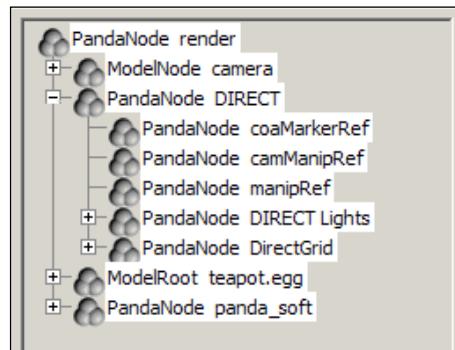 PandaNode render
ModelNode camera
PandaNode DIRECT
PandaNode coaMarkerRef
PandaNode camManipRef
PandaNode manipRef
PandaNode DIRECT Lights
PandaNode DirectGrid
ModelRoot teapot.egg
PandaNode panda_soft